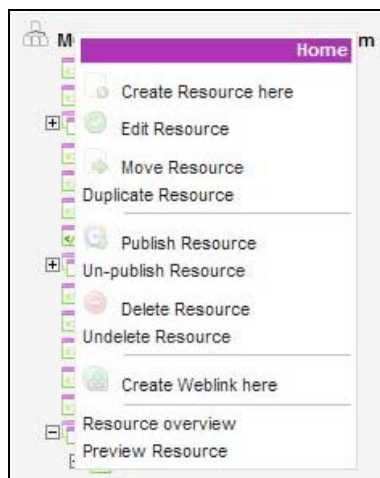 Home
Create Resource here
Edit Resource
Move Resource
Duplicate Resource
Publish Resource
Un-publish Resource
Delete Resource
Undelete Resource
Create Weblink here
Resource overview
Preview Resource